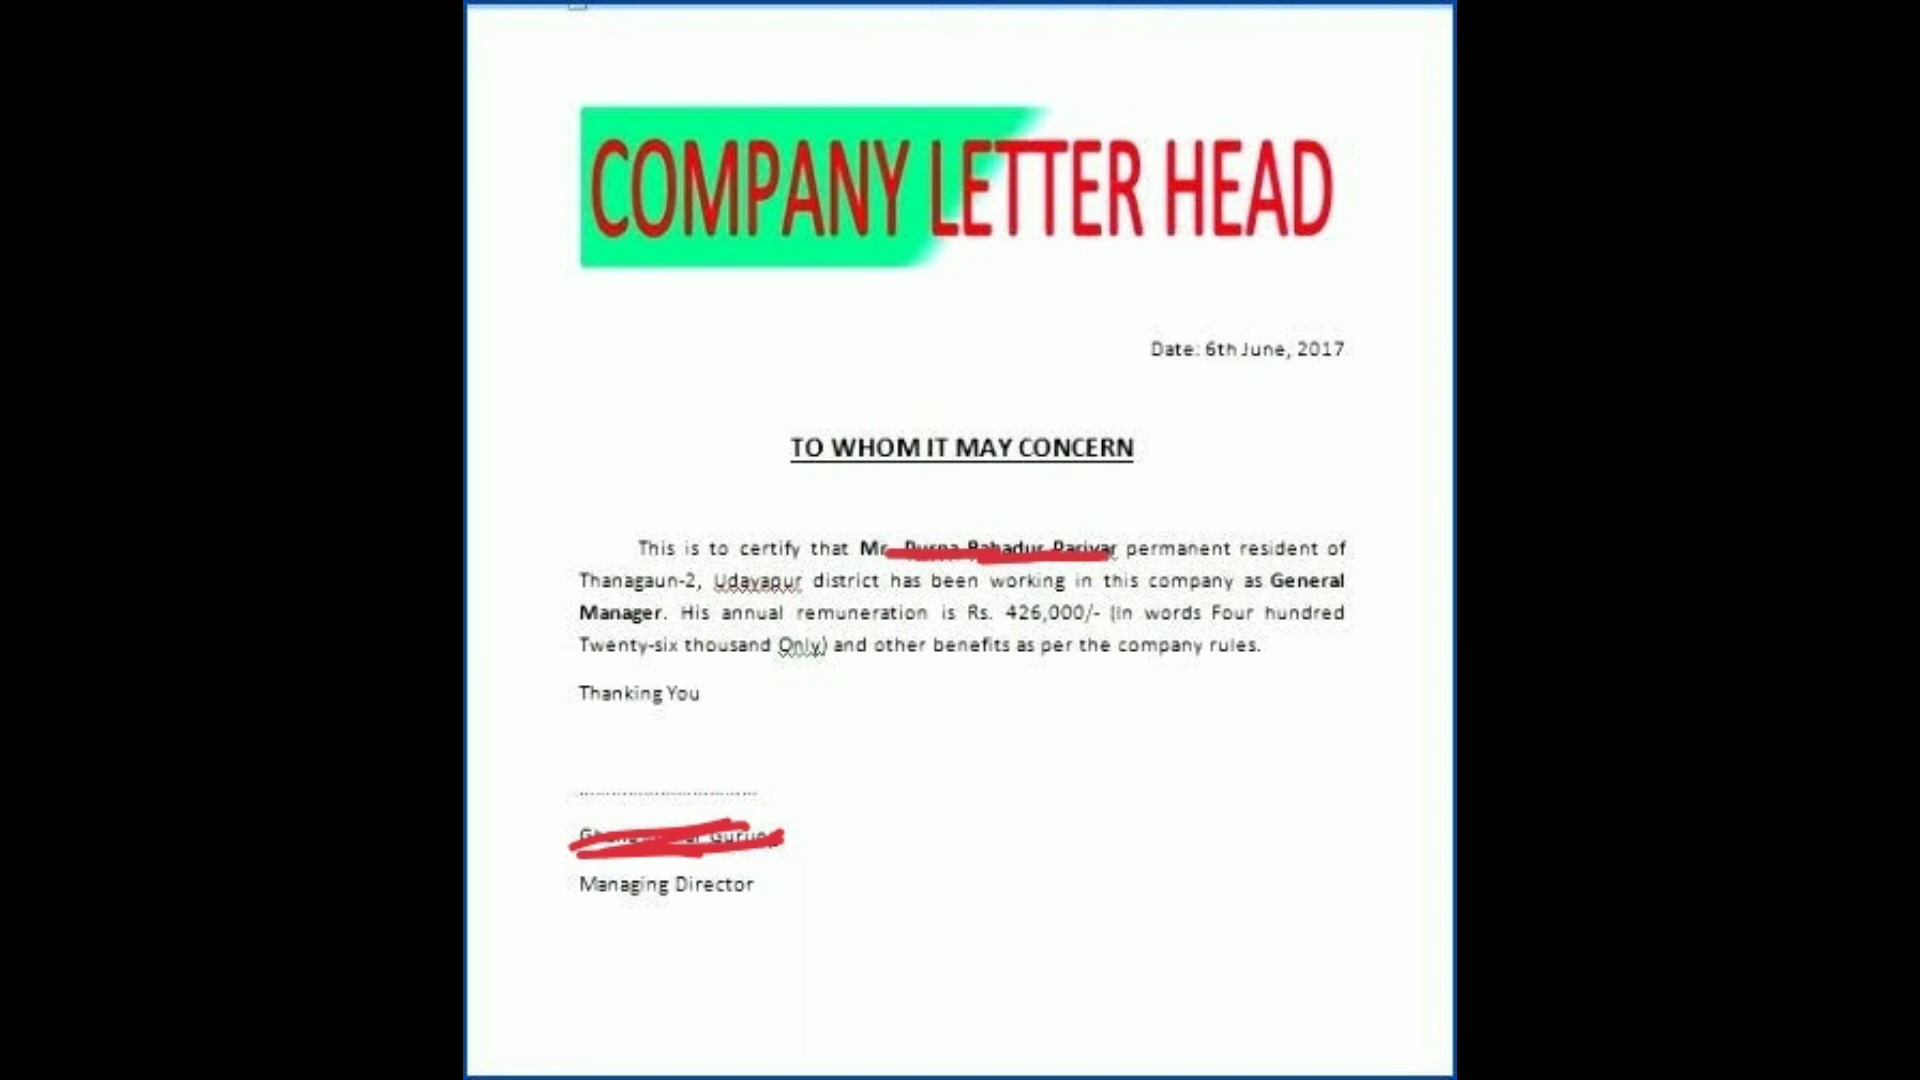 COMPANY LETTER HEAD
Date: 6th June, 2017
TO WHOM IT MAY CONCERN
This is to certify that Mr. permanent resident of
Thanagaun-2, Udayapur district has been working in this company as General
Manager. His annual remuneration is Rs. 426,000/- (In words Four hundred
Twenty-six thousand Only) and other benefits as per the company rules.
Thanking You
Managing Director